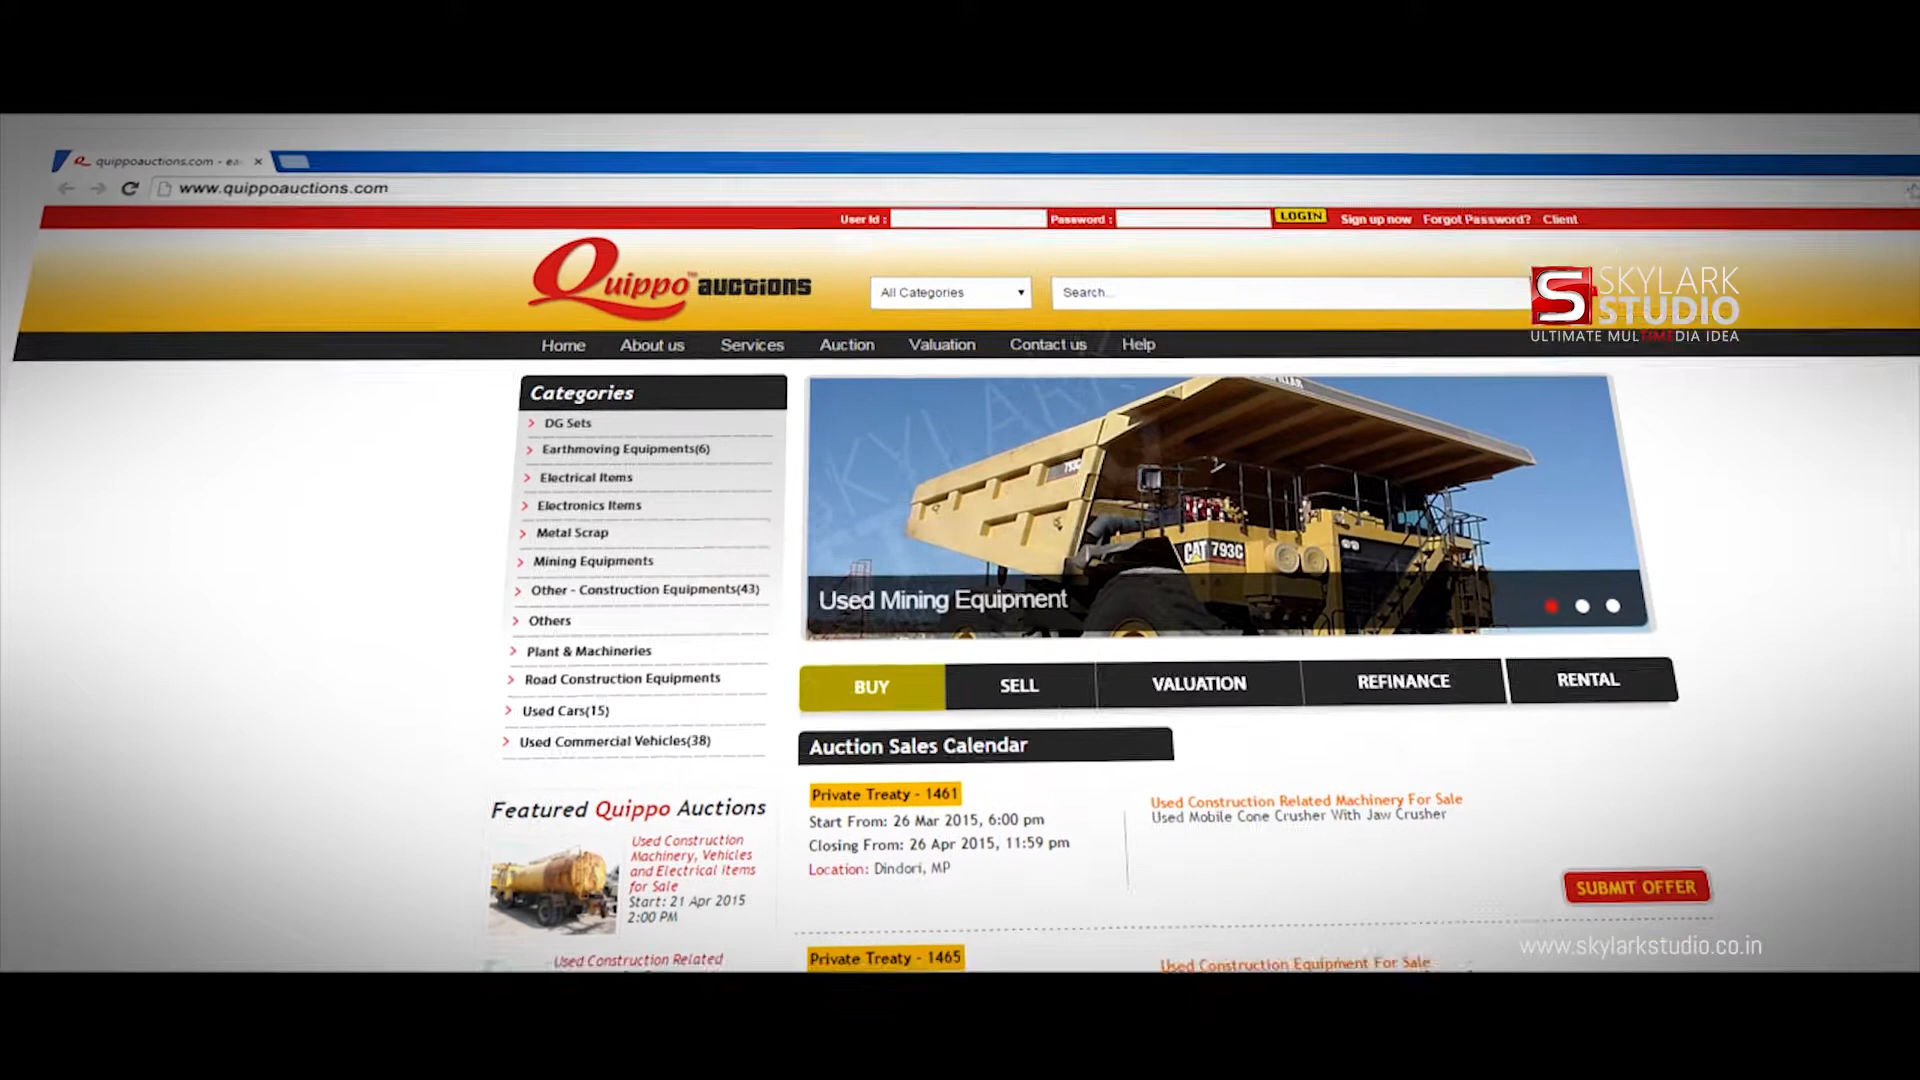 quippoauctions.com - ea
www.quippoauctions.com
User Id :
Password :
LOGIN
Sign up now
Forgot Password?
Client
Quippo™ auctions
All Categories
Search...
SKYLARK
STUDIO
ULTIMATE MULTIMEDIA IDEA
Home
About us
Services
Auction
Valuation
Contact us
Help
Categories
DG Sets
Earthmoving Equipments(6)
Electrical Items
Electronics Items
Metal Scrap
Mining Equipments
Other - Construction Equipments(43)
Others
Plant & Machineries
Road Construction Equipments
Used Cars(15)
Used Commercial Vehicles(38)
793C
CAT 793C
Used Mining Equipment
BUY
SELL
VALUATION
REFINANCE
RENTAL
Auction Sales Calendar
Private Treaty - 1461
Start From: 26 Mar 2015, 6:00 pm
Closing From: 26 Apr 2015, 11:59 pm
Location: Dindori, MP
Used Construction Related Machinery For Sale
Used Mobile Cone Crusher With Jaw Crusher
SUBMIT OFFER
Private Treaty - 1465
Used Construction Equipment For Sale
Featured Quippo Auctions
Used Construction
Machinery, Vehicles
and Electrical items
for Sale
Start: 21 Apr 2015
2:00 PM
Used Construction Related
www.skylarkstudio.co.in